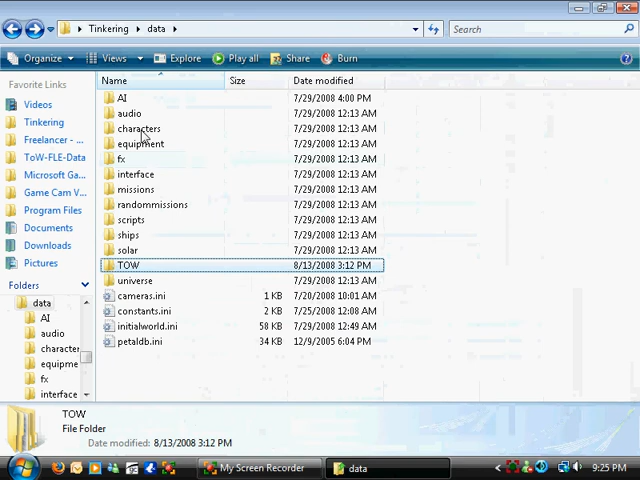 Tinkering ▸ data ▸
Search
Organize
Views
Explore
Play all
Share
Burn
Favorite Links
Videos
Tinkering
Freelancer - ...
ToW-FLE-Data
Microsoft Ga...
Game Cam V...
Program Files
Documents
Downloads
Pictures
Folders
data
AI
audio
character
equipme
fx
interface
Name Size Date modified
AI 7/29/2008 4:00 PM
audio 7/29/2008 12:13 AM
characters 7/29/2008 12:13 AM
equipment 7/29/2008 12:13 AM
fx 7/29/2008 12:13 AM
interface 7/29/2008 12:13 AM
missions 7/29/2008 12:13 AM
randommissions 7/29/2008 12:13 AM
scripts 7/29/2008 12:13 AM
ships 7/29/2008 12:13 AM
solar 7/29/2008 12:13 AM
TOW 8/13/2008 3:12 PM
universe 7/29/2008 12:13 AM
cameras.ini 1 KB 7/20/2008 10:01 AM
constants.ini 2 KB 7/25/2008 12:08 AM
initialworld.ini 58 KB 7/29/2008 12:49 AM
petaldb.ini 34 KB 12/9/2005 6:04 PM
TOW
File Folder
Date modified: 8/13/2008 3:12 PM
My Screen Recorder
data
9:25 PM